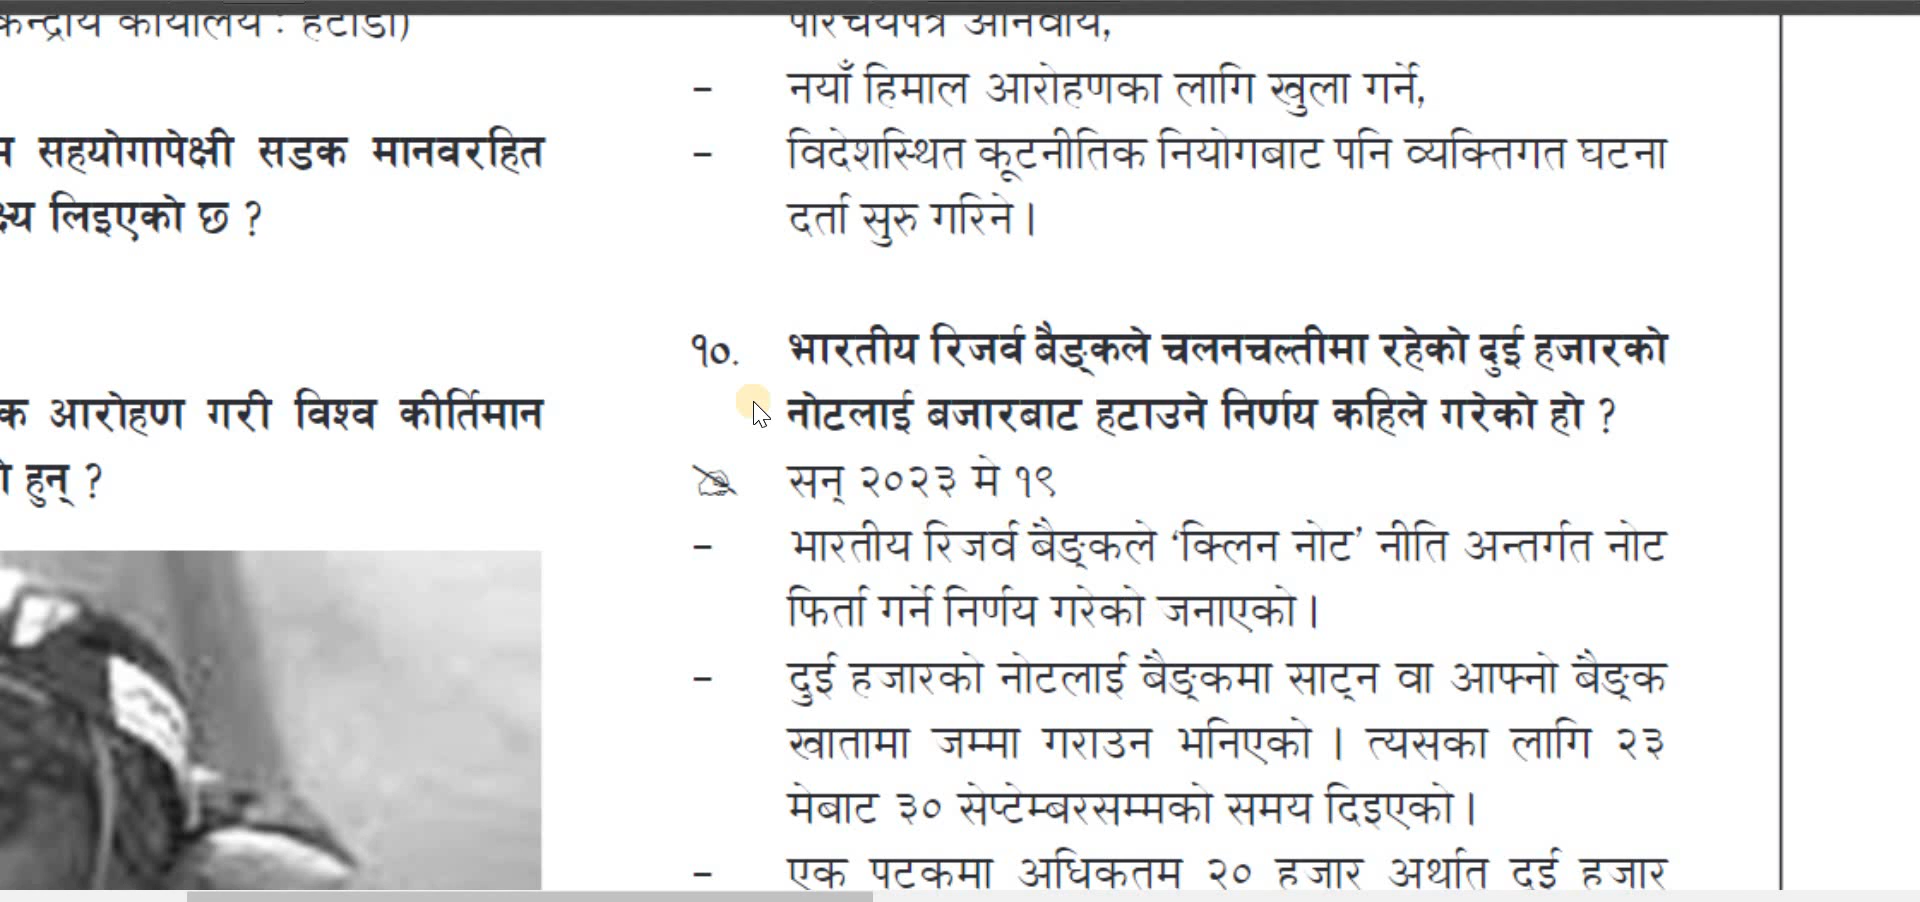 केन्द्रीय कार्यालय : हेटौंडा)
म सहयोगापेक्षी सडक मानवरहित
क्ष्य लिइएको छ ?
क आरोहण गरी विश्व कीर्तिमान
हुन् ?
परिचयपत्र अनिवार्य,
– नयाँ हिमाल आरोहणका लागि खुला गर्ने,
– विदेशस्थित कूटनीतिक नियोगबाट पनि व्यक्तिगत घटना
दर्ता सुरु गरिने ।
१०. भारतीय रिजर्व बैङ्कले चलनचल्तीमा रहेको दुई हजारको
नोटलाई बजारबाट हटाउने निर्णय कहिले गरेको हो ?
सन् २०२३ मे १९
– भारतीय रिजर्व बैङ्कले ‘क्लिन नोट’ नीति अन्तर्गत नोट
फिर्ता गर्ने निर्णय गरेको जनाएको ।
– दुई हजारको नोटलाई बैङ्कमा साट्न वा आफ्नो बैङ्क
खातामा जम्मा गराउन भनिएको । त्यसका लागि २३
मेबाट ३० सेप्टेम्बरसम्मको समय दिइएको ।
– एक पटकमा अधिकतम २० हजार अर्थात दुई हजार